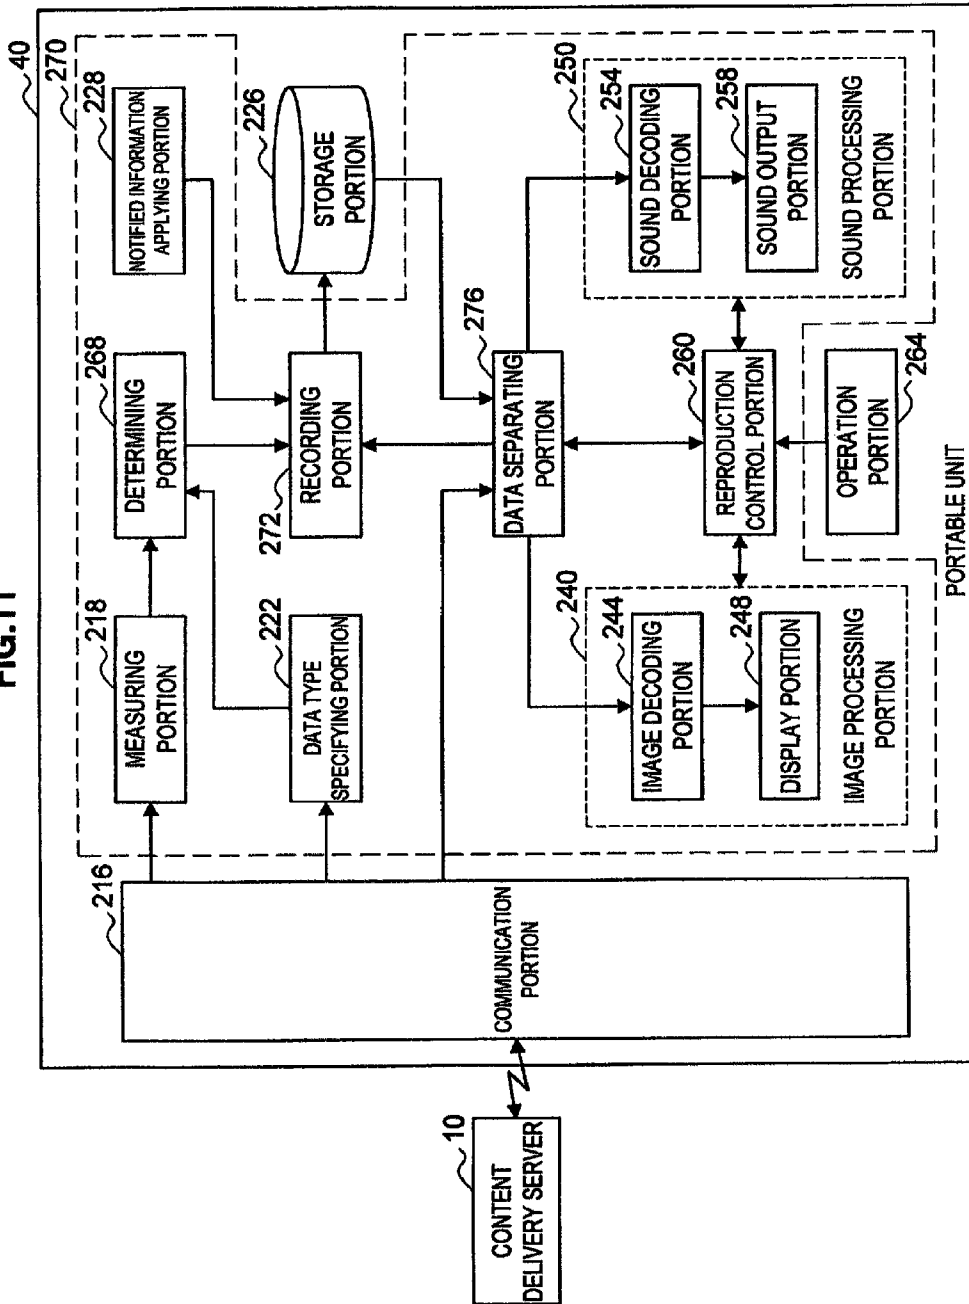 FIG.11
40
270
216
218
MEASURING
PORTION
268
DETERMINING
PORTION
228
NOTIFIED INFORMATION
APPLYING PORTION
222
DATA TYPE
SPECIFYING PORTION
272
RECORDING
PORTION
226
STORAGE
PORTION
10
CONTENT
DELIVERY SERVER
COMMUNICATION
PORTION
276
DATA SEPARATING
PORTION
240
244
IMAGE DECODING
PORTION
248
DISPLAY PORTION
IMAGE PROCESSING
PORTION
260
REPRODUCTION
CONTROL PORTION
250
254
SOUND DECODING
PORTION
258
SOUND OUTPUT
PORTION
SOUND PROCESSING
PORTION
OPERATION
PORTION
264
PORTABLE UNIT